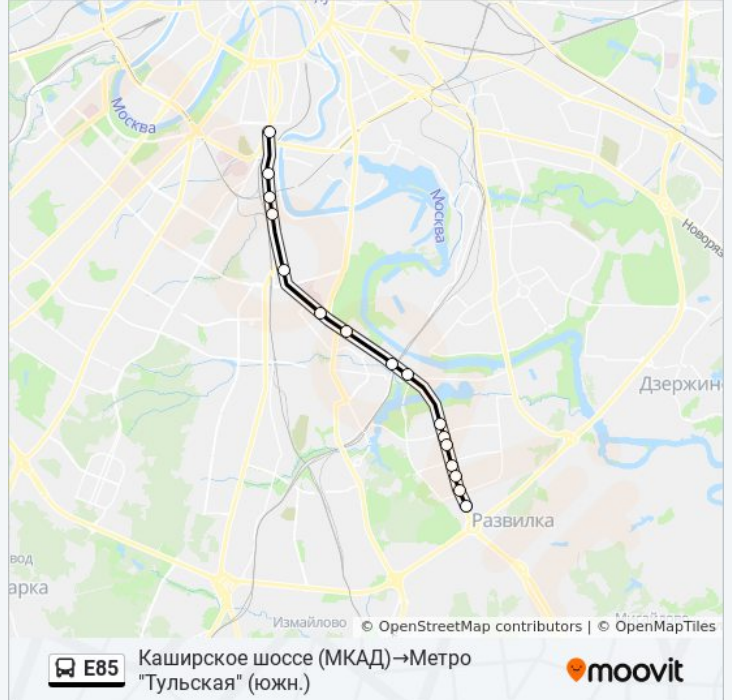 Москва
Москва
Новоряз
Дзержин
Развилка
вод
арка
Измайлово
© OpenStreetMap contributors | © OpenMapTiles
E85
Каширское шоссе (МКАД)→Метро
"Тульская" (южн.)
moovit